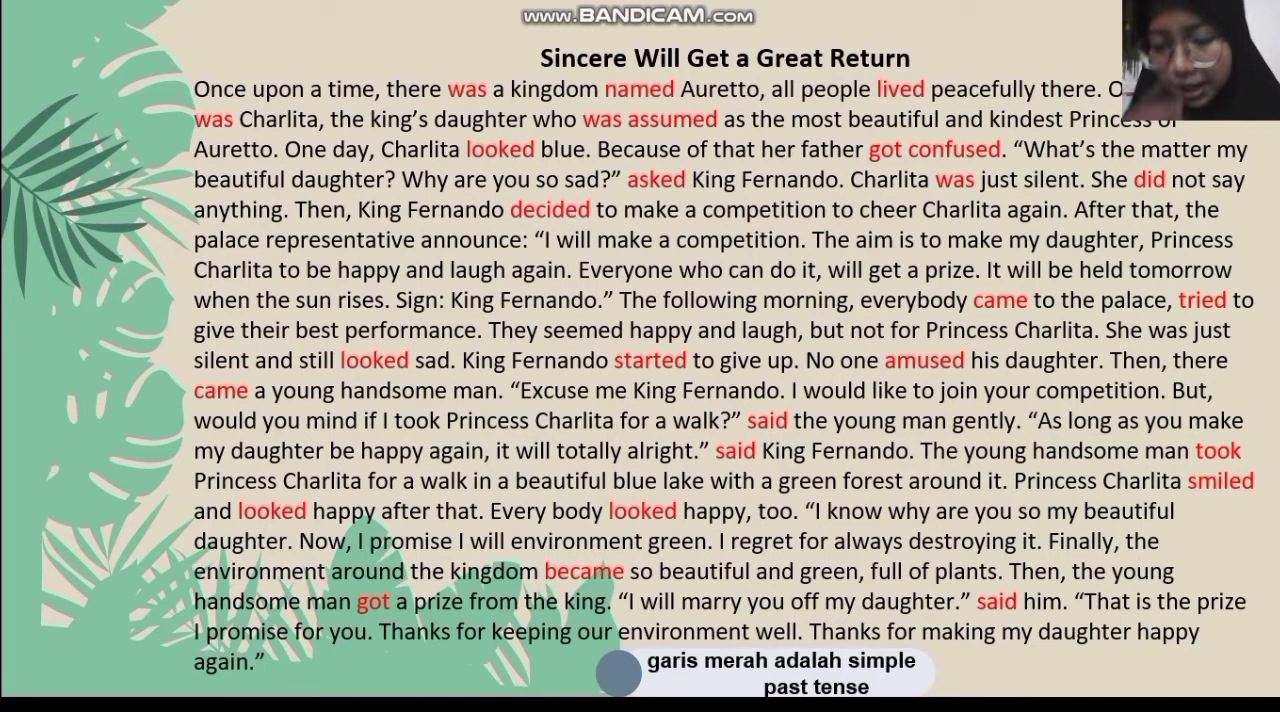 WWW.BANDICAM.COM
Sincere Will Get a Great Return
Once upon a time, there was a kingdom named Auretto, all people lived peacefully there.
was Charlita, the king’s daughter who was assumed as the most beautiful and kindest Princess of
Auretto. One day, Charlita looked blue. Because of that her father got confused. “What’s the matter my
beautiful daughter? Why are you so sad?” asked King Fernando. Charlita was just silent. She did not say
anything. Then, King Fernando decided to make a competition to cheer Charlita again. After that, the
palace representative announce: “I will make a competition. The aim is to make my daughter, Princess
Charlita to be happy and laugh again. Everyone who can do it, will get a prize. It will be held tomorrow
when the sun rises. Sign: King Fernando.” The following morning, everybody came to the palace, tried to
give their best performance. They seemed happy and laugh, but not for Princess Charlita. She was just
silent and still looked sad. King Fernando started to give up. No one amused his daughter. Then, there
came a young handsome man. “Excuse me King Fernando. I would like to join your competition. But,
would you mind if I took Princess Charlita for a walk?” said the young man gently. “As long as you make
my daughter be happy again, it will totally alright.” said King Fernando. The young handsome man took
Princess Charlita for a walk in a beautiful blue lake with a green forest around it. Princess Charlita smiled
and looked happy after that. Every body looked happy, too. “I know why are you so my beautiful
daughter. Now, I promise I will environment green. I regret for always destroying it. Finally, the
environment around the kingdom became so beautiful and green, full of plants. Then, the young
handsome man got a prize from the king. “I will marry you off my daughter.” said him. “That is the prize
I promise for you. Thanks for keeping our environment well. Thanks for making my daughter happy
again.”
garis merah adalah simple
past tense